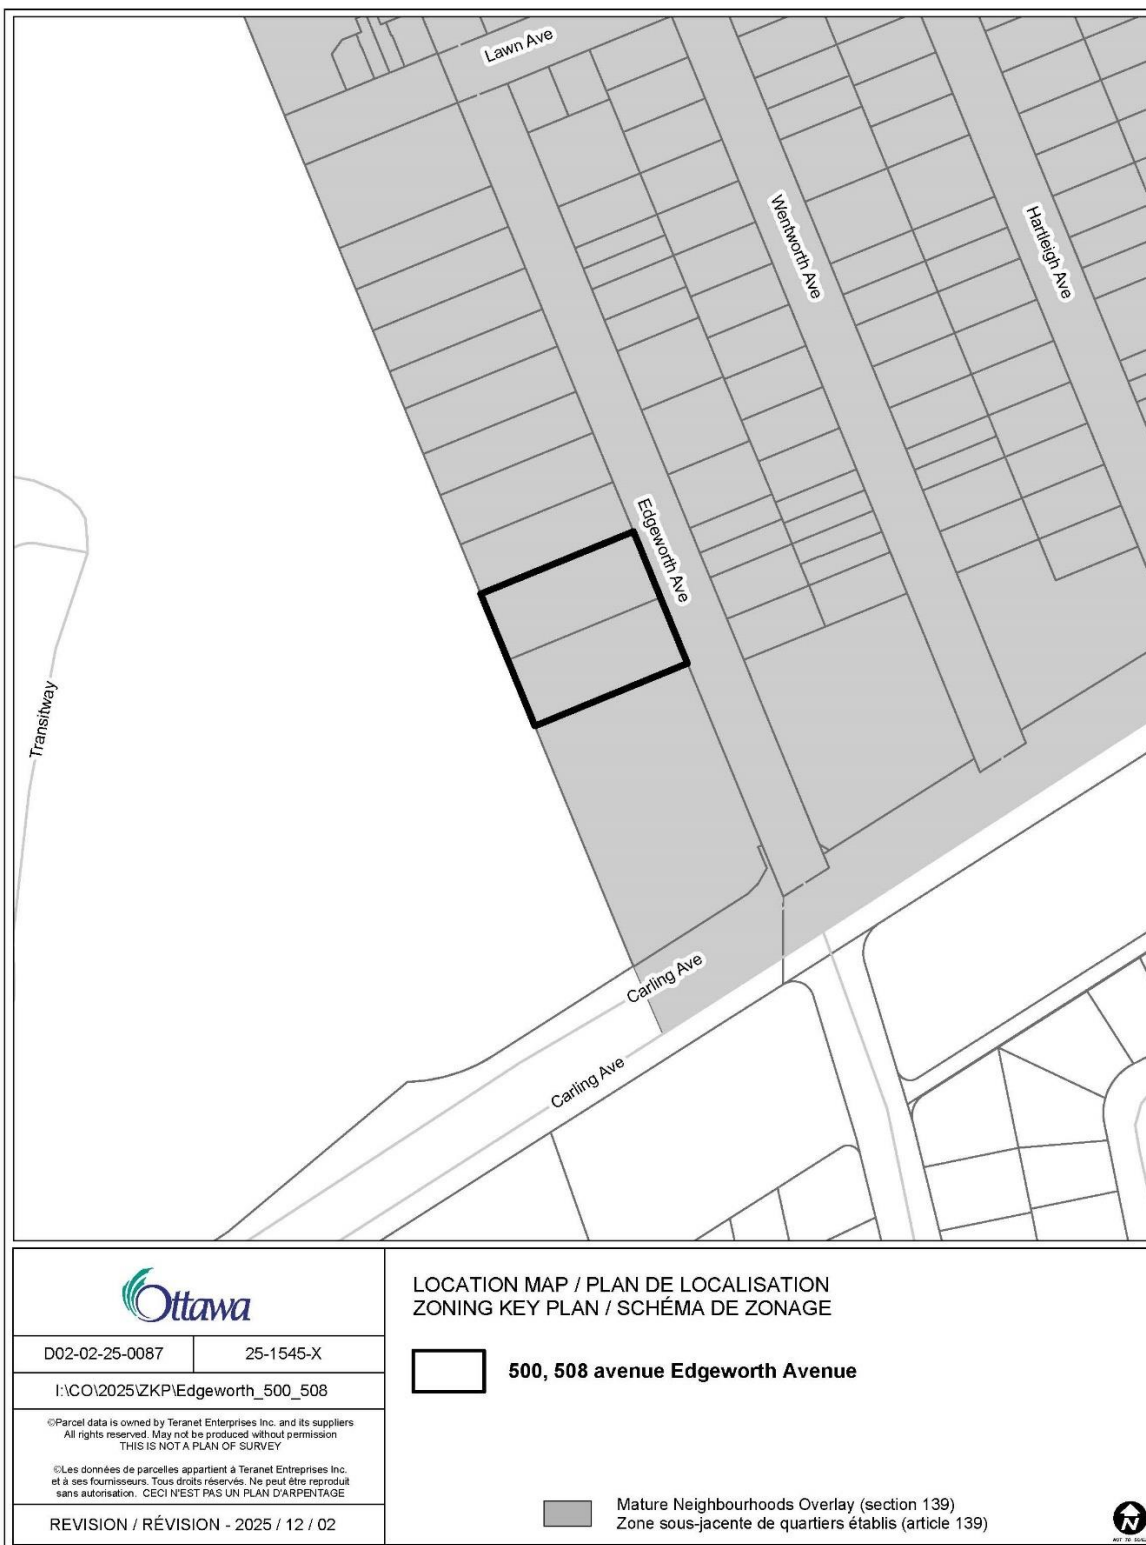 Lawn Ave
Wentworth Ave
Hartleigh Ave
Edgeworth Ave
Transitway
Carling Ave
Carling Ave
Ottawa
D02-02-25-0087
25-1545-X
I:\CO\2025\ZKP\Edgeworth_500_508
©Parcel data is owned by Teranet Enterprises Inc. and its suppliers
All rights reserved. May not be produced without permission
THIS IS NOT A PLAN OF SURVEY
©Les données de parcelles appartient à Teranet Entreprises Inc.
et à ses fournisseurs. Tous droits réservés. Ne peut être reproduit
sans autorisation. CECI N'EST PAS UN PLAN D'ARPENTAGE
REVISION / RÉVISION - 2025 / 12 / 02
LOCATION MAP / PLAN DE LOCALISATION
ZONING KEY PLAN / SCHÉMA DE ZONAGE
500, 508 avenue Edgeworth Avenue
Mature Neighbourhoods Overlay (section 139)
Zone sous-jacente de quartiers établis (article 139)
N
NOT TO SCALE